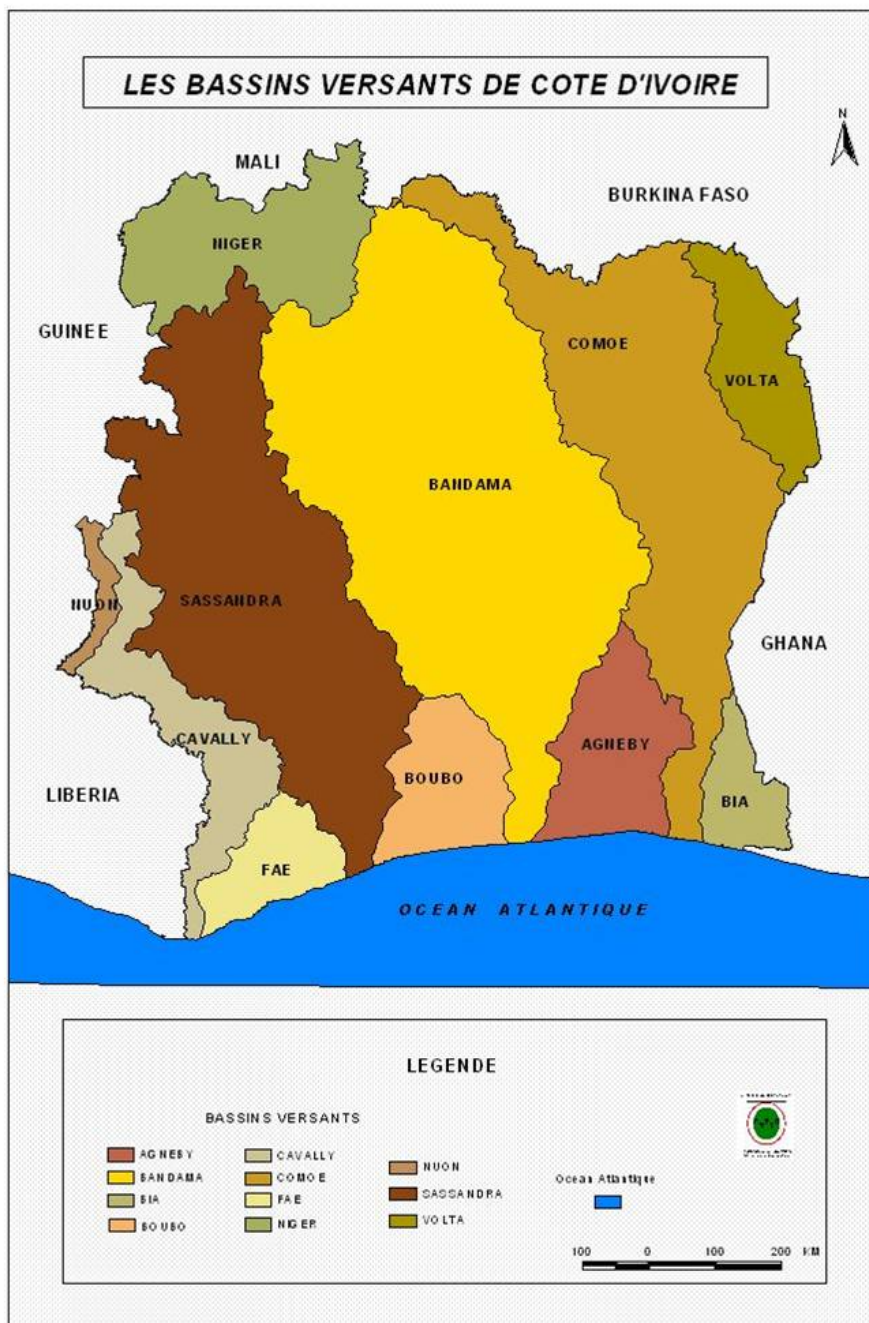 LES BASSINS VERSANTS DE COTE D'IVOIRE
N
MALI
BURKINA FASO
NIGER
GUINEE
COMOE
VOLTA
BANDAMA
NUON
SASSANDRA
GHANA
CAVALLY
AGNEBY
BOUBO
LIBERIA
BIA
FAE
OCEAN ATLANTIQUE
LEGENDE
BASSINS VERSANTS
AGNEBY
BANDAMA
BIA
BOUBO
CAVALLY
COMOE
FAE
NIGER
NUON
SASSANDRA
VOLTA
Ocean Atlantique
100 0 100 200 KM